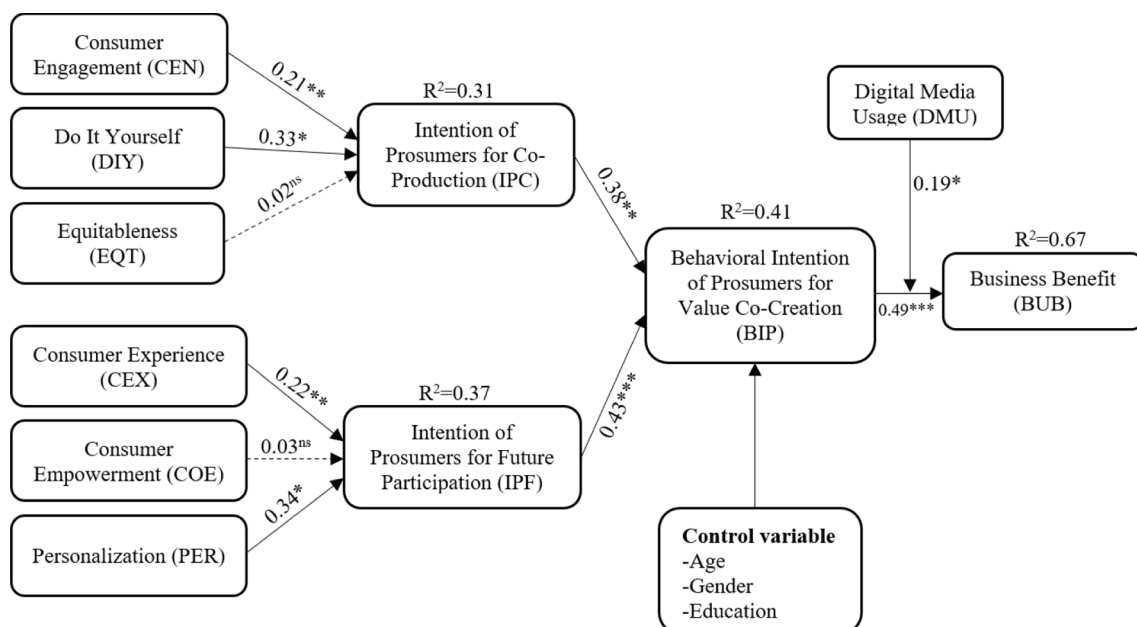 Consumer
Engagement (CEN)
0.21**
Do It Yourself
(DIY)
0.33*
Equitableness
(EQT)
0.02ns
R2=0.31
Intention of
Prosumers for Co-
Production (IPC)
0.38**
Consumer Experience
(CEX)
0.22**
Consumer
Empowerment (COE)
0.03ns
Personalization (PER)
0.34*
R2=0.37
Intention of
Prosumers for Future
Participation (IPF)
0.43***
R2=0.41
Behavioral Intention
of Prosumers for
Value Co-Creation
(BIP)
Control variable
-Age
-Gender
-Education
Digital Media
Usage (DMU)
0.19*
0.49***
R2=0.67
Business Benefit
(BUB)